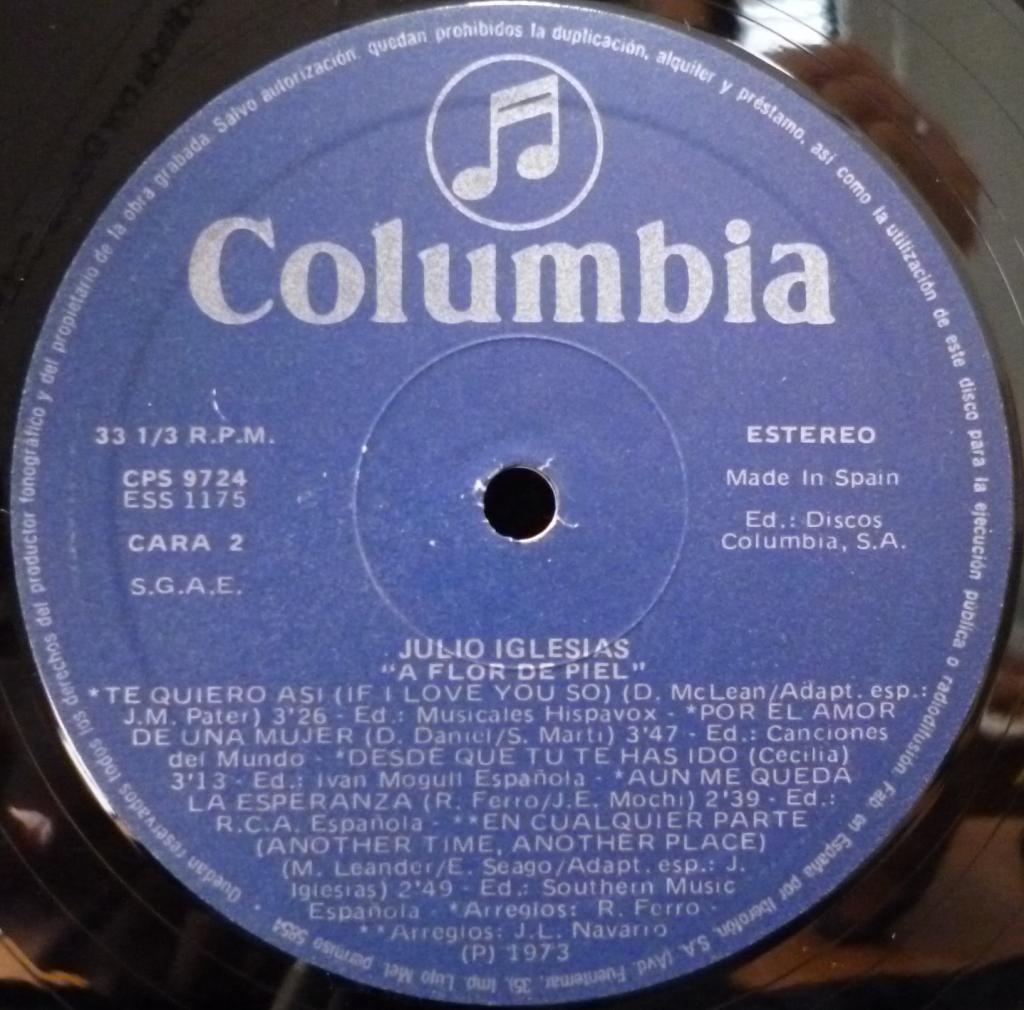 Columbia
33 1/3 R.P.M.
CPS 9724
ESS 1175
CARA 2
S.G.A.E.
ESTEREO
Made In Spain
Ed.: Discos
Columbia, S.A.
JULIO IGLESIAS
"A FLOR DE PIEL"
*TE QUIERO ASI (IF I LOVE YOU SO) (D. McLean/Adapt. esp.:
J.M. Pater) 3'26 - Ed.: Musicales Hispavox - *POR EL AMOR
DE UNA MUJER (D. Daniel/S. Marti) 3'47 - Ed.: Canciones
del Mundo - *DESDE QUE TU TE HAS IDO (Cecilia)
3'13 - Ed.: Ivan Mogull Española - *AUN ME QUEDA
LA ESPERANZA (R. Ferro/J.E. Mochi) 2'39 - Ed.:
R.C.A. Española - **EN CUALQUIER PARTE
(ANOTHER TIME, ANOTHER PLACE)
(M. Leander/E. Seago/Adapt. esp.: J.
Iglesias) 2'49 - Ed.: Southern Music
Española - *Arreglos: R. Ferro -
**Arreglos: J.L. Navarro
(P) 1973
Quedan reservados todos los derechos del productor fonográfico y del propietario de la obra grabada. Salvo autorización, quedan prohibidos la duplicación, alquiler y préstamo, así como la utilización de este disco para la ejecución pública o radiodifusión. Fab. en España por Iberofón, S.A. (Avd. Fuentemar, 35). Imp. Lujo Mel. permiso 585